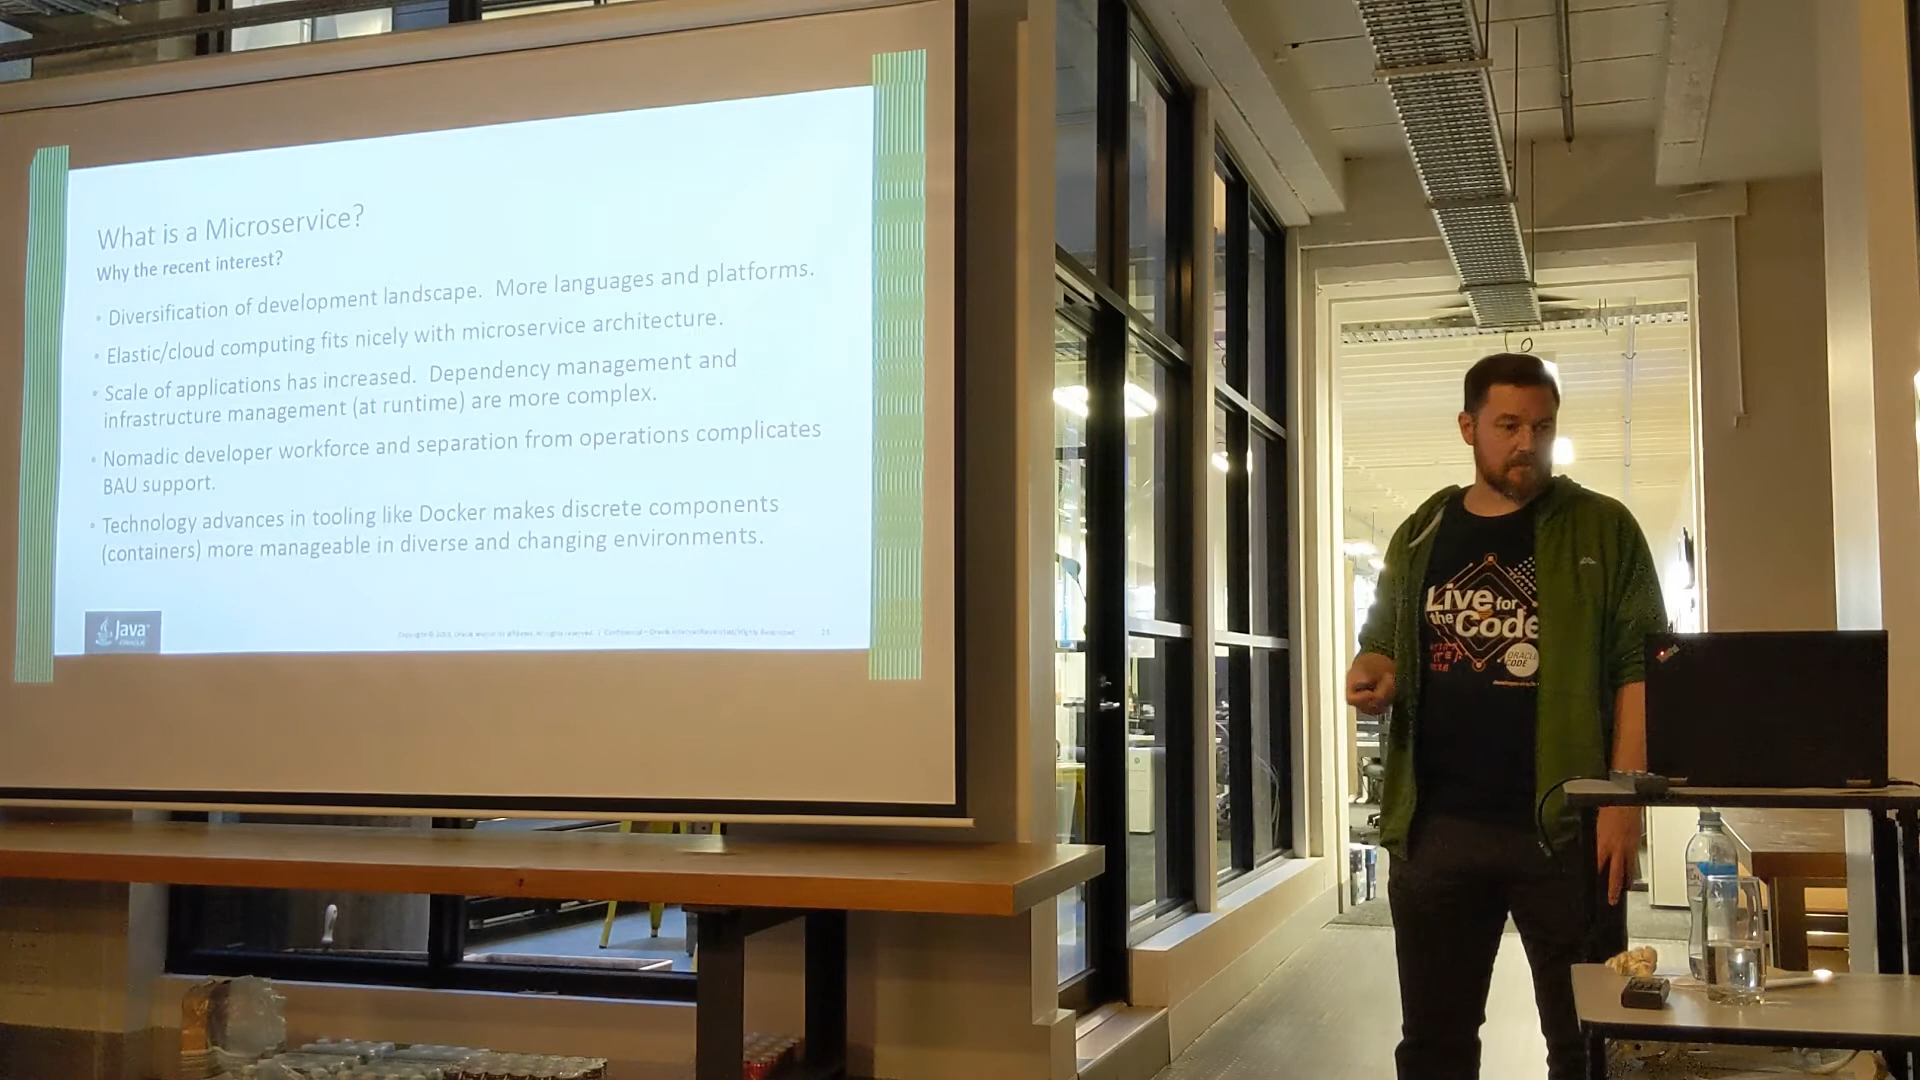 What is a Microservice?
Why the recent interest?
• Diversification of development landscape. More languages and platforms.
• Elastic/cloud computing fits nicely with microservice architecture.
• Scale of applications has increased. Dependency management and
infrastructure management (at runtime) are more complex.
• Nomadic developer workforce and separation from operations complicates
BAU support.
• Technology advances in tooling like Docker makes discrete components
(containers) more manageable in diverse and changing environments.
Java
Live for
the Code
ORACLE
CODE